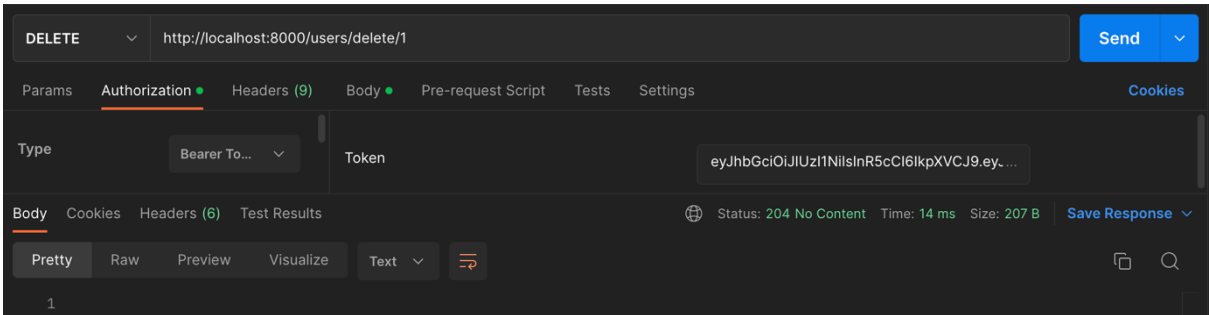 DELETE http://localhost:8000/users/delete/1 Send
Params Authorization Headers (9) Body Pre-request Script Tests Settings Cookies
Type Bearer To... Token eyJhbGciOiJIUzI1NiIsInR5cCI6IkpXVCJ9.ey...
Body Cookies Headers (6) Test Results Status: 204 No Content Time: 14 ms Size: 207 B Save Response
Pretty Raw Preview Visualize Text
1